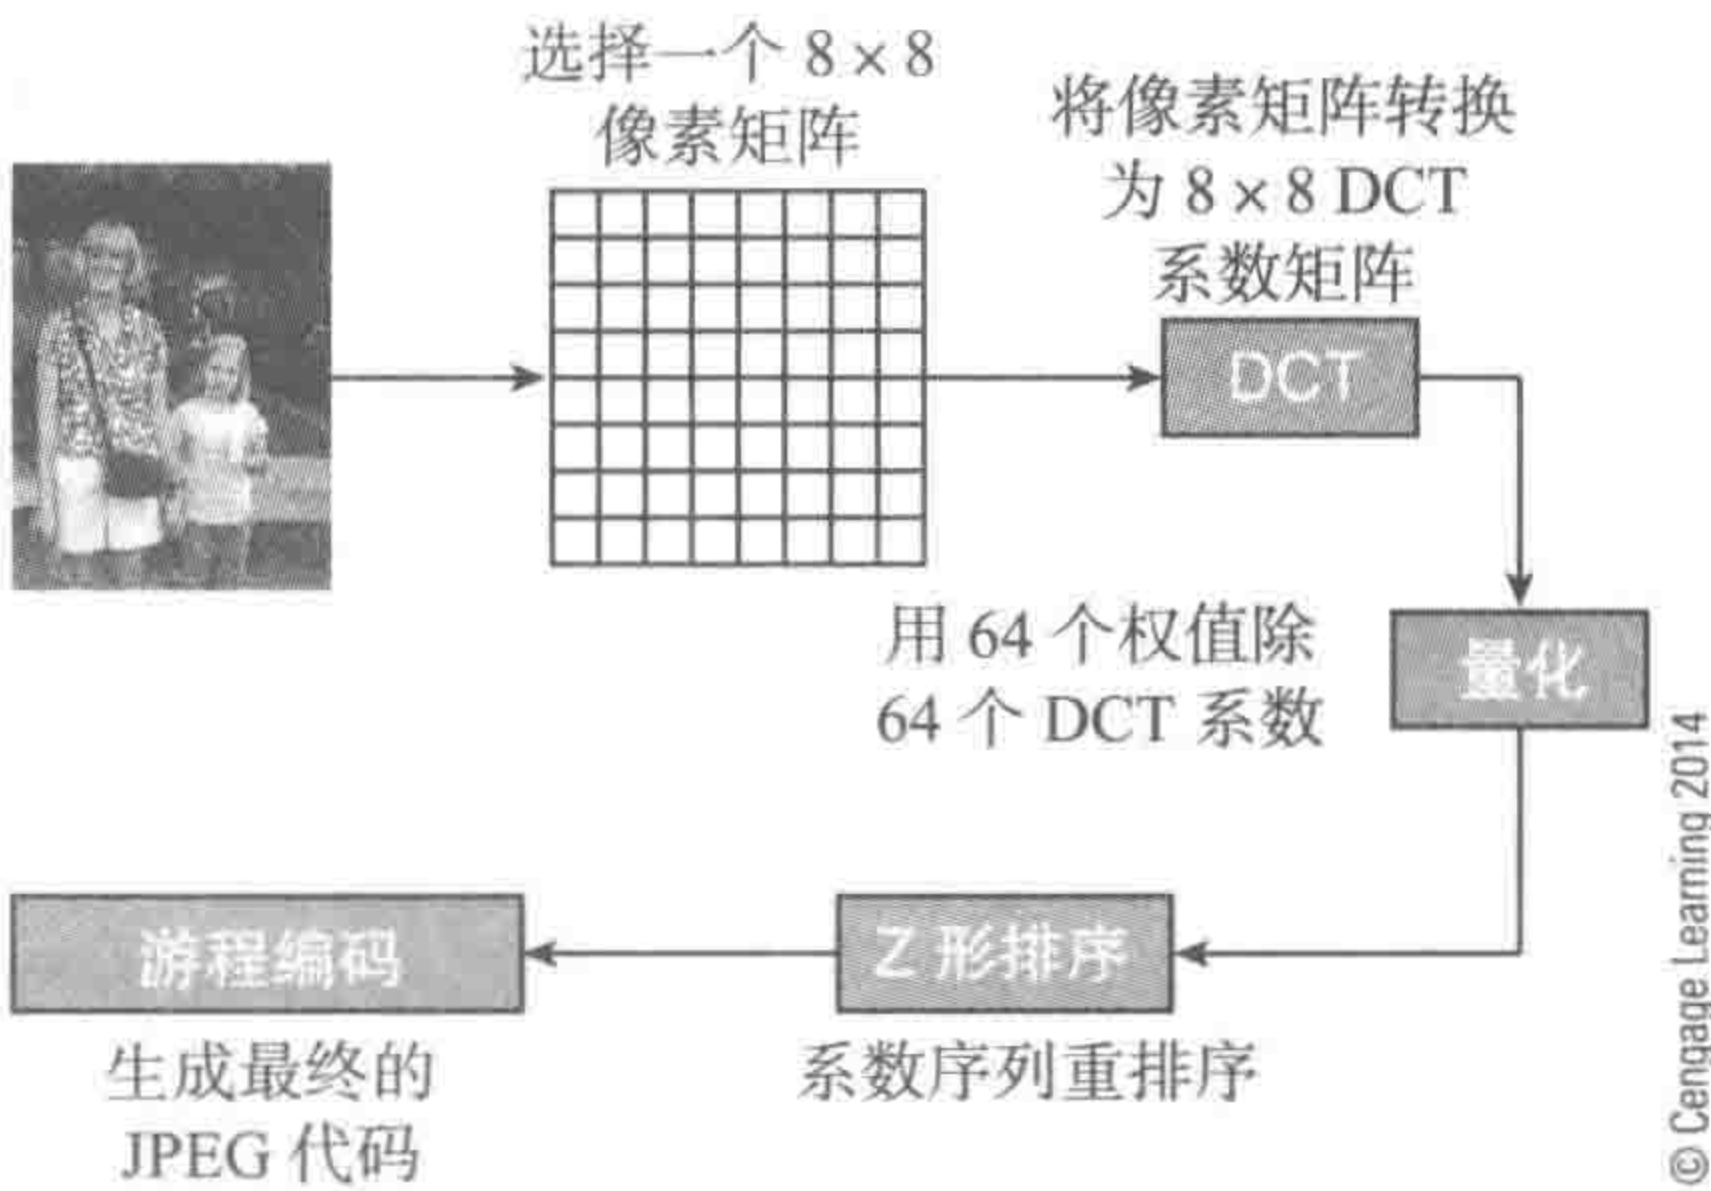 选择一个 8 × 8
像素矩阵
将像素矩阵转换
为 8 × 8 DCT
系数矩阵
DCT
用 64 个权值除
64 个 DCT 系数
量化
Z 形排序
系数序列重排序
游程编码
生成最终的
JPEG 代码
© Cengage Learning 2014